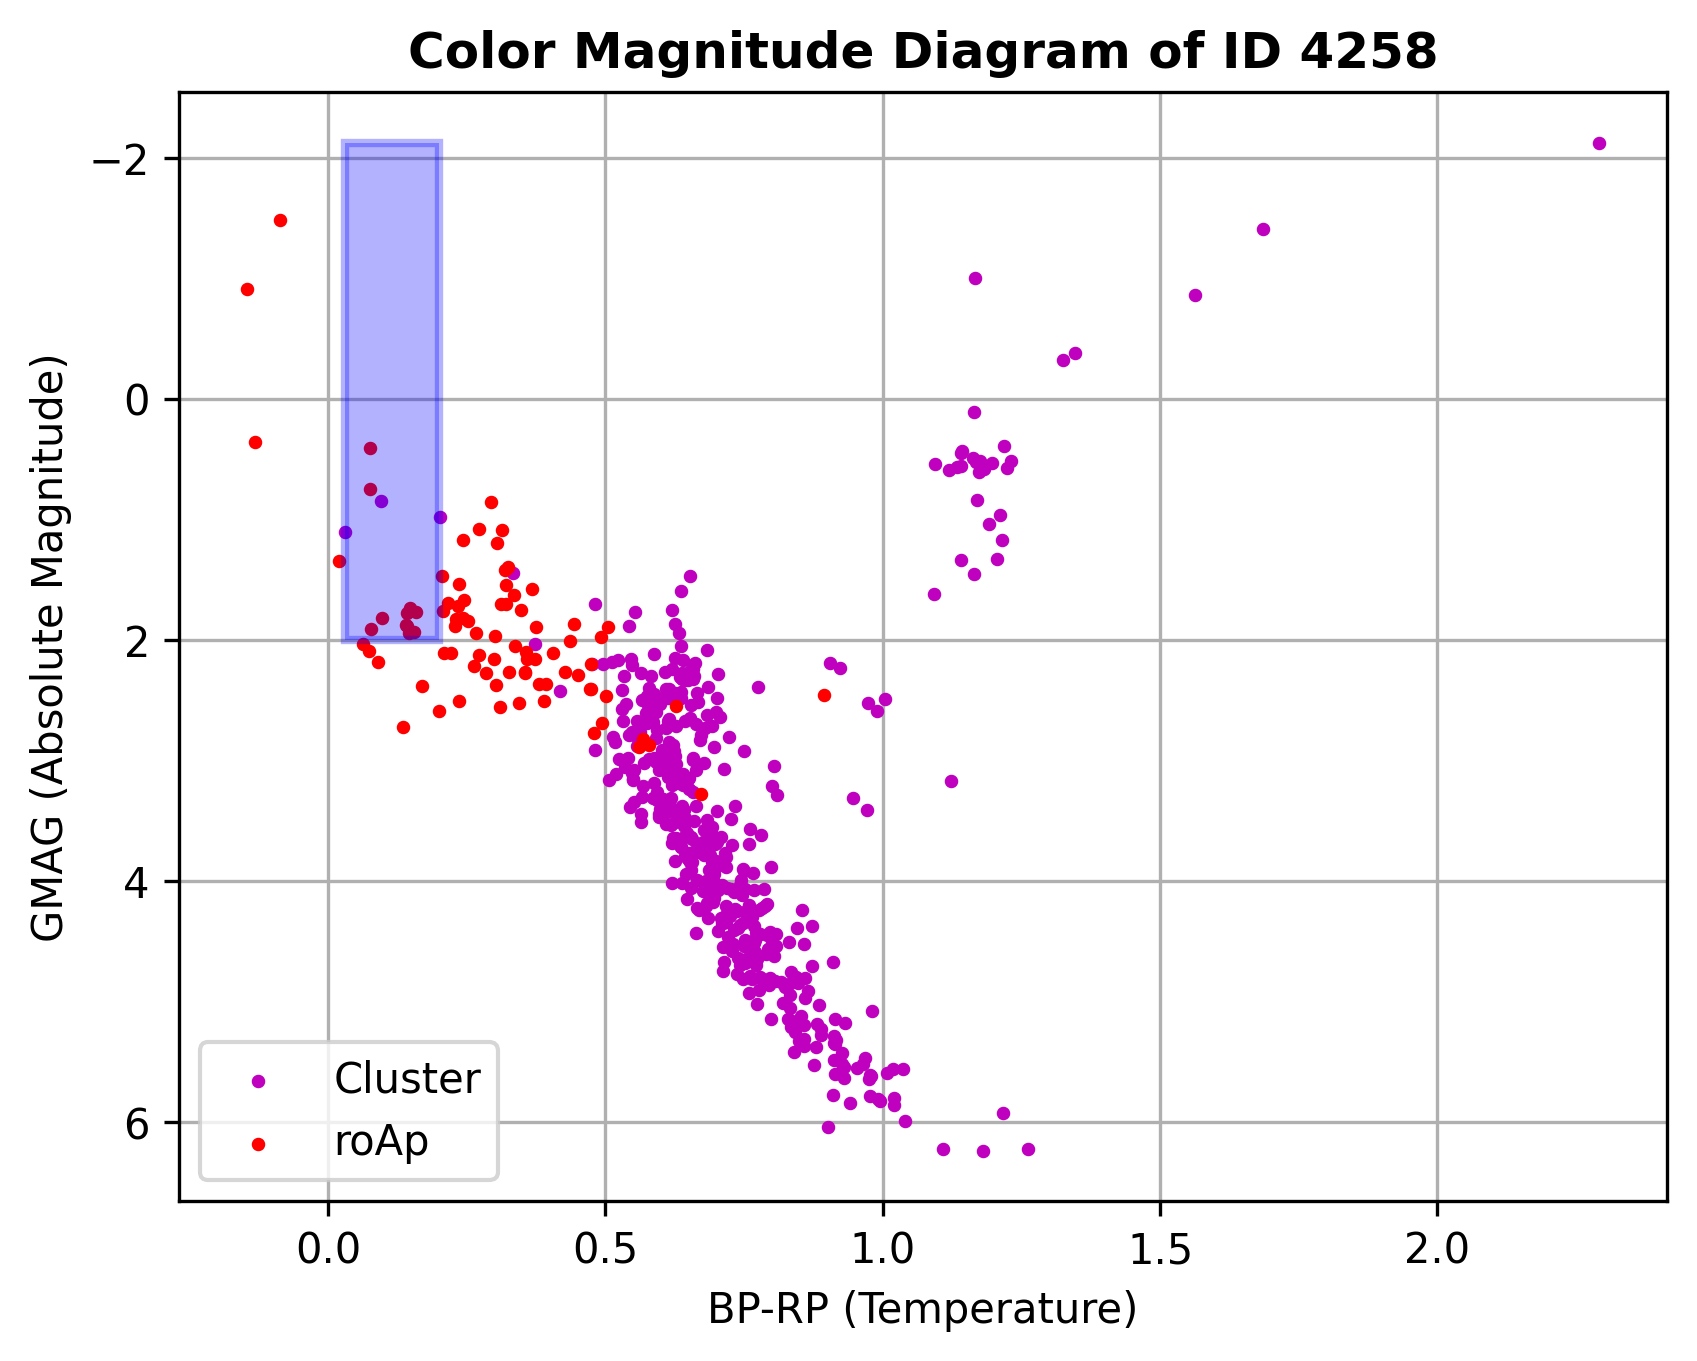 Color Magnitude Diagram of ID 4258
−2
0
2
4
6
GMAG (Absolute Magnitude)
Cluster
roAp
0.0 0.5 1.0 1.5 2.0
BP-RP (Temperature)